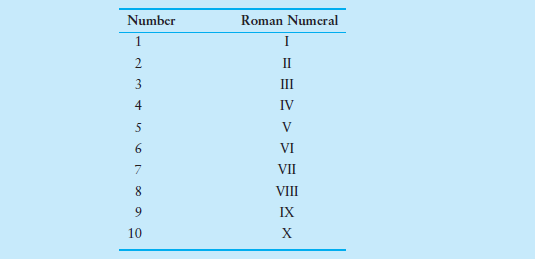 Number Roman Numeral
1 I
2 II
3 III
4 IV
5 V
6 VI
7 VII
8 VIII
9 IX
10 X